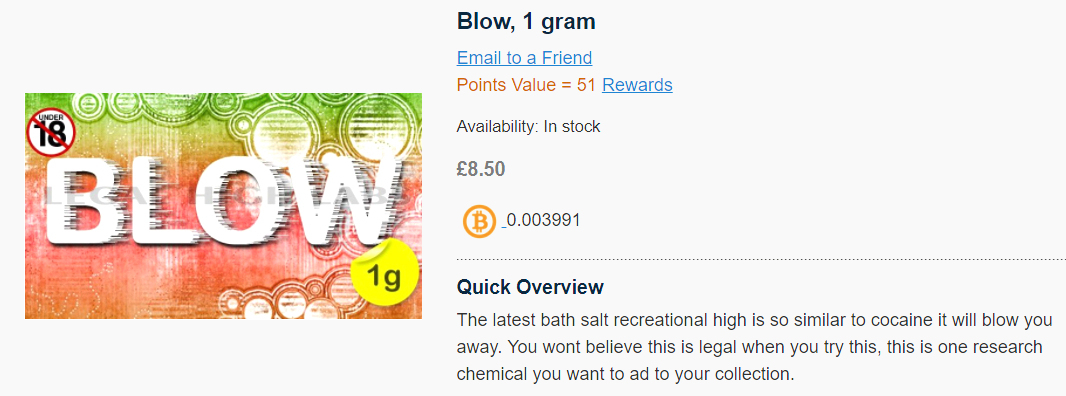 Blow, 1 gram
Email to a Friend
Points Value = 51 Rewards
Availability: In stock
£8.50
0.003991
Quick Overview
The latest bath salt recreational high is so similar to cocaine it will blow you
away. You wont believe this is legal when you try this, this is one research
chemical you want to ad to your collection.
UNDER
18
BLOW
LEGAL HIGH LABS
1g